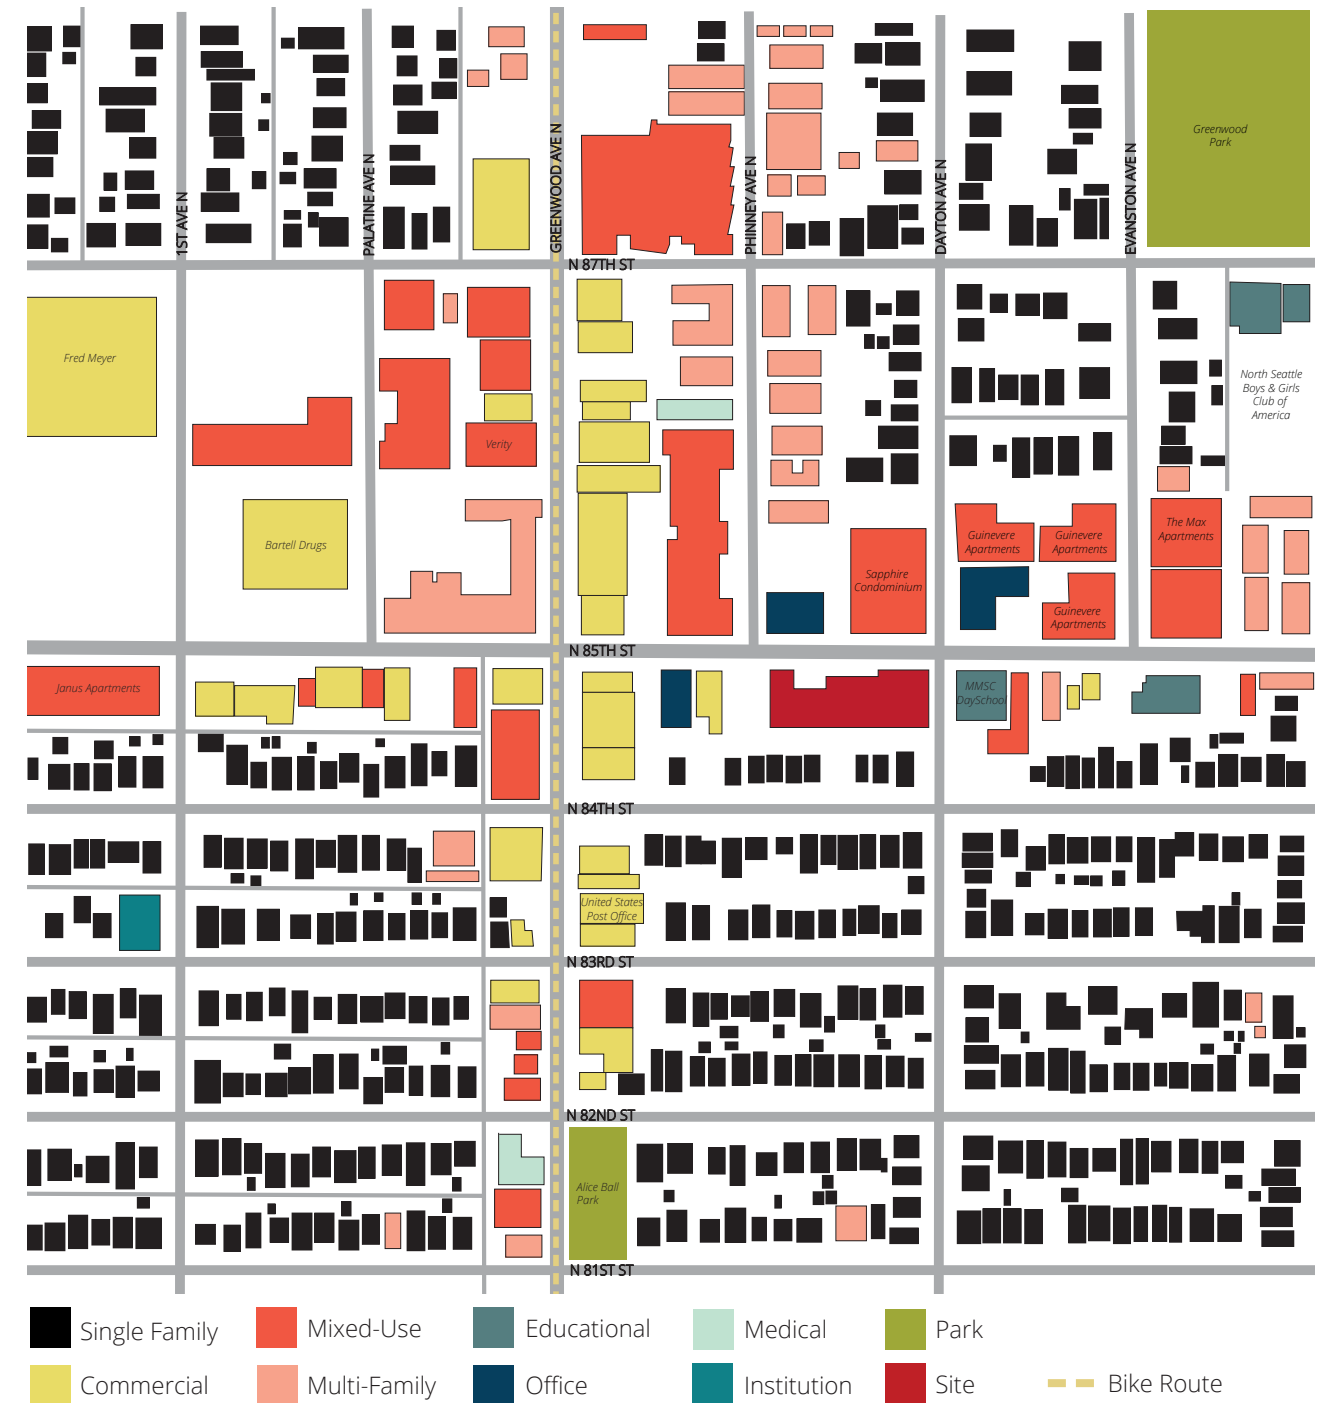 Greenwood
Park
1ST AVE N
PALATINE AVE N
GREENWOOD AVE N
PHINNEY AVE N
DAYTON AVE N
EVANSTON AVE N
N 87TH ST
Fred Meyer
Verity
North Seattle
Boys & Girls
Club of
America
Bartell Drugs
Sapphire
Condominium
Guinevere
Apartments
Guinevere
Apartments
Guinevere
Apartments
The Max
Apartments
N 85TH ST
Janus Apartments
MMSC
DaySchool
N 84TH ST
United States
Post Office
N 83RD ST
N 82ND ST
Alice Ball
Park
N 81ST ST
Single Family
Mixed-Use
Educational
Medical
Park
Commercial
Multi-Family
Office
Institution
Site
Bike Route